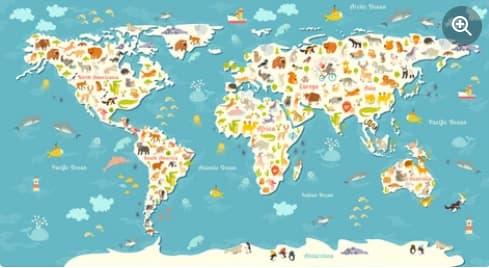 Arctic Ocean
North America
Europe
Asia
Pacific Ocean
Africa
Pacific Ocean
South America
Atlantic Ocean
Australia
Indian Ocean
Antarctica